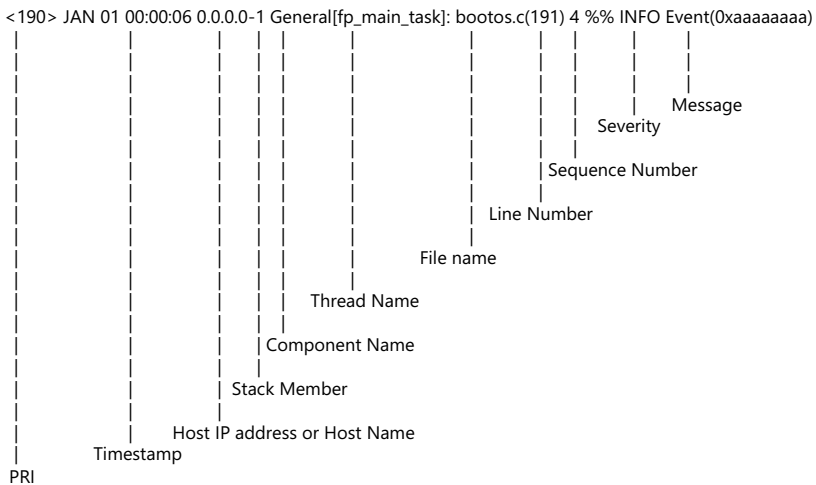 <190> JAN 01 00:00:06 0.0.0.0-1 General[fp_main_task]: bootos.c(191) 4 %% INFO Event(0xaaaaaaaa)
Message
Severity
Sequence Number
Line Number
File name
Thread Name
Component Name
Stack Member
Host IP address or Host Name
Timestamp
PRI